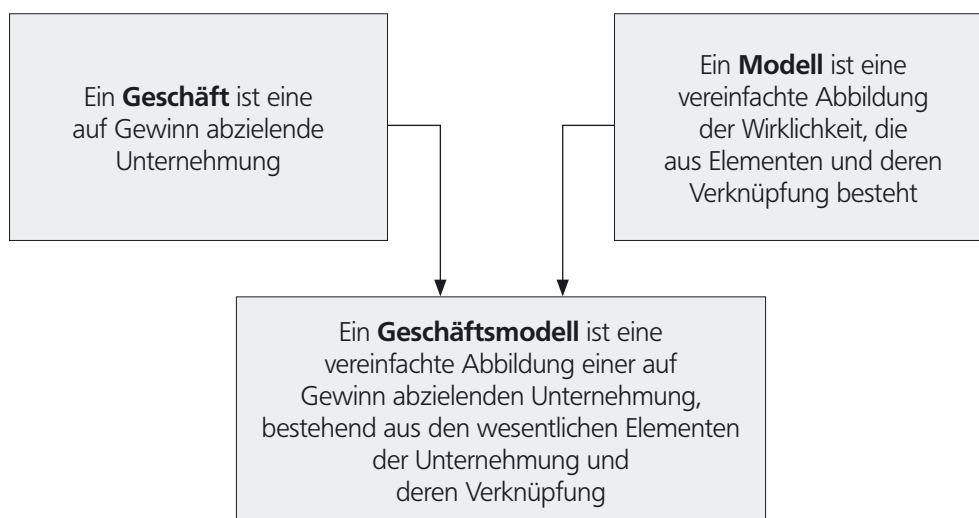 Ein Geschäft ist eine
auf Gewinn abzielende
Unternehmung
Ein Modell ist eine
vereinfachte Abbildung
der Wirklichkeit, die
aus Elementen und deren
Verknüpfung besteht
Ein Geschäftsmodell ist eine
vereinfachte Abbildung einer auf
Gewinn abzielenden Unternehmung,
bestehend aus den wesentlichen Elementen
der Unternehmung und
deren Verknüpfung